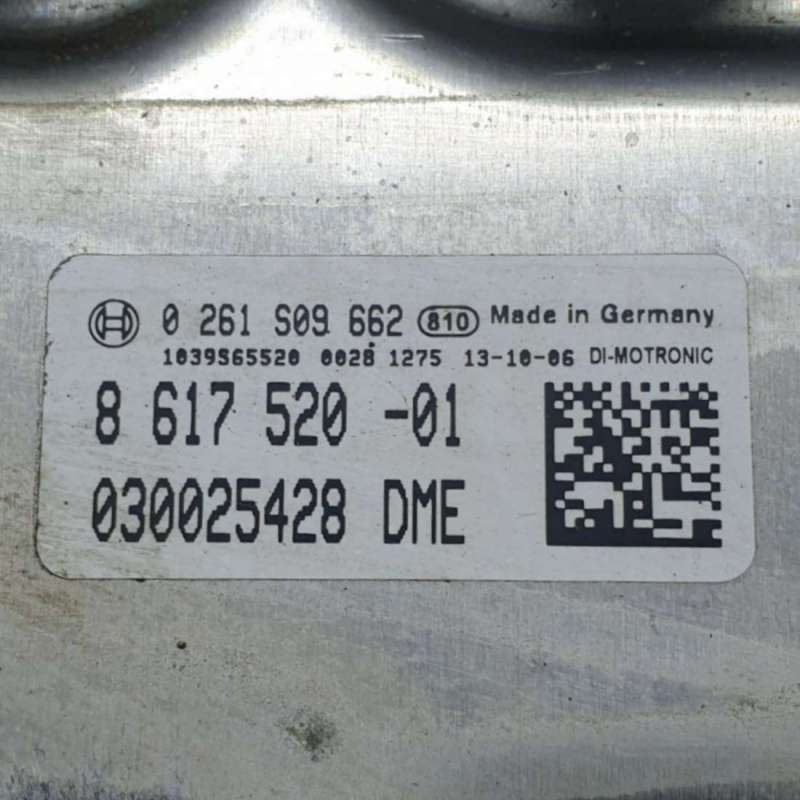 0 261 S09 662 810 Made in Germany
1039S65520 0028 1275 13-10-06 DI-MOTRONIC
8 617 520 -01
030025428 DME